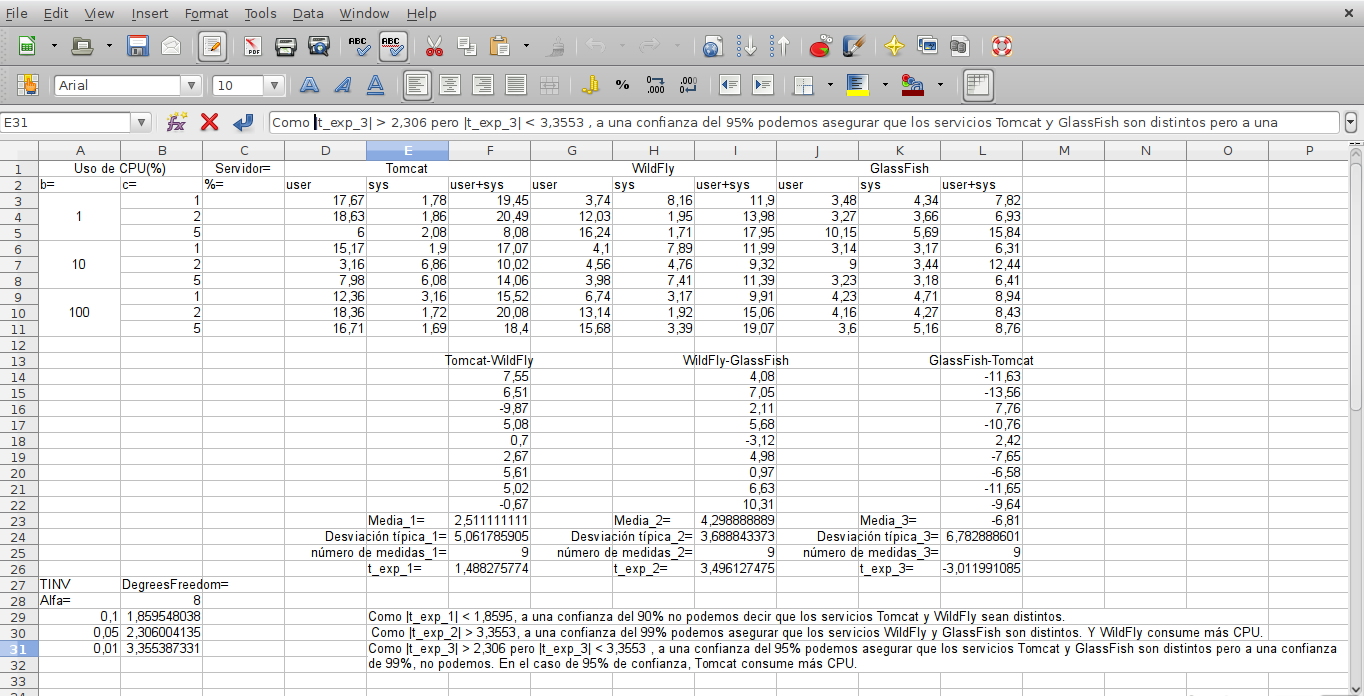 File Edit View Insert Format Tools Data Window Help
Arial 10
E31 Como |t_exp_3| > 2,306 pero |t_exp_3| < 3,3553 , a una confianza del 95% podemos asegurar que los servicios Tomcat y GlassFish son distintos pero a una
A B C D E F G H I J K L M N O P
1 Uso de CPU(%) Servidor= Tomcat WildFly GlassFish
2 b= c= %= user sys user+sys user sys user+sys user sys user+sys
3 1 17,67 1,78 19,45 3,74 8,16 11,9 3,48 4,34 7,82
4 1 2 18,63 1,86 20,49 12,03 1,95 13,98 3,27 3,66 6,93
5 5 6 2,08 8,08 16,24 1,71 17,95 10,15 5,69 15,84
6 1 15,17 1,9 17,07 4,1 7,89 11,99 3,14 3,17 6,31
7 10 2 3,16 6,86 10,02 4,56 4,76 9,32 9 3,44 12,44
8 5 7,98 6,08 14,06 3,98 7,41 11,39 3,23 3,18 6,41
9 1 12,36 3,16 15,52 6,74 3,17 9,91 4,23 4,71 8,94
10 100 2 18,36 1,72 20,08 13,14 1,92 15,06 4,16 4,27 8,43
11 5 16,71 1,69 18,4 15,68 3,39 19,07 3,6 5,16 8,76
12
13 Tomcat-WildFly WildFly-GlassFish GlassFish-Tomcat
14 7,55 4,08 -11,63
15 6,51 7,05 -13,56
16 -9,87 2,11 7,76
17 5,08 5,68 -10,76
18 0,7 -3,12 2,42
19 2,67 4,98 -7,65
20 5,61 0,97 -6,58
21 5,02 6,63 -11,65
22 -0,67 10,31 -9,64
23 Media_1= 2,511111111 Media_2= 4,298888889 Media_3= -6,81
24 Desviación típica_1= 5,061785905 Desviación típica_2= 3,688843373 Desviación típica_3= 6,782888601
25 número de medidas_1= 9 número de medidas_2= 9 número de medidas_3= 9
26 t_exp_1= 1,488275774 t_exp_2= 3,496127475 t_exp_3= -3,011991085
27 TINV DegreesFreedom=
28 Alfa= 8
29 0,1 1,859548038 Como |t_exp_1| < 1,8595, a una confianza del 90% no podemos decir que los servicios Tomcat y WildFly sean distintos.
30 0,05 2,306004135 Como |t_exp_2| > 3,3553, a una confianza del 99% podemos asegurar que los servicios WildFly y GlassFish son distintos. Y WildFly consume más CPU.
31 0,01 3,355387331 Como |t_exp_3| > 2,306 pero |t_exp_3| < 3,3553 , a una confianza del 95% podemos asegurar que los servicios Tomcat y GlassFish son distintos pero a una confianza
32 de 99%, no podemos. En el caso de 95% de confianza, Tomcat consume más CPU.
33